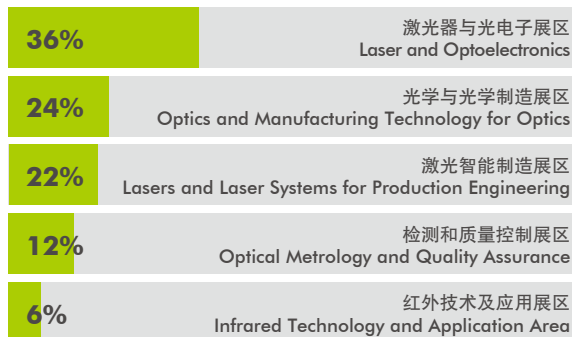 36%
激光器与光电子展区
Laser and Optoelectronics
24%
光学与光学制造展区
Optics and Manufacturing Technology for Optics
22%
激光智能制造展区
Lasers and Laser Systems for Production Engineering
12%
检测和质量控制展区
Optical Metrology and Quality Assurance
6%
红外技术及应用展区
Infrared Technology and Application Area